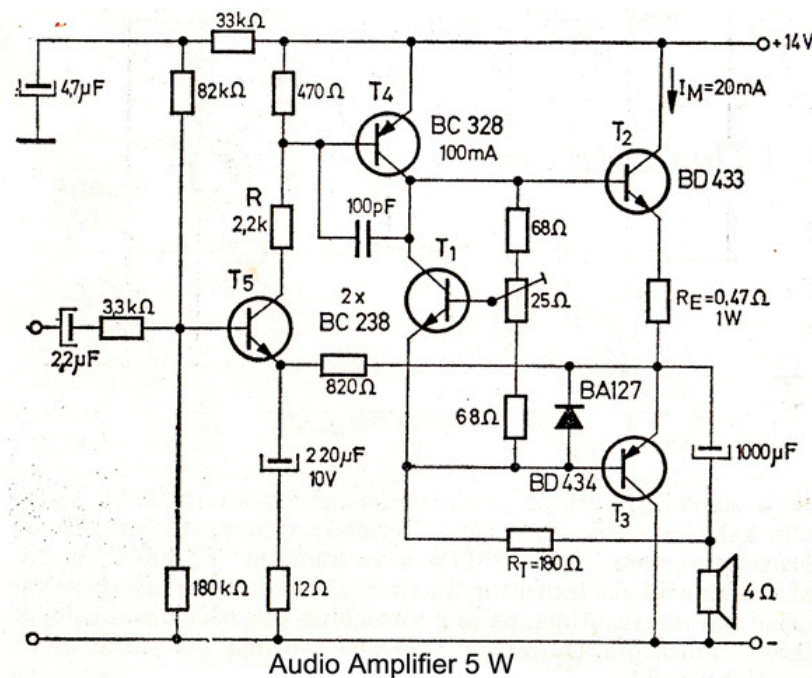 33kΩ
+14V
4,7µF
82kΩ
470Ω
T4
BC 328
100mA
IM=20mA
T2
BD 433
R
2,2k
100pF
68Ω
T1
T5
2x
BC 238
25Ω
RE=0,47Ω
1W
3,3kΩ
2,2µF
820Ω
BA127
68Ω
220µF
10V
BD 434
1000µF
T3
180kΩ
12Ω
RT=180Ω
4Ω
-
Audio Amplifier 5 W